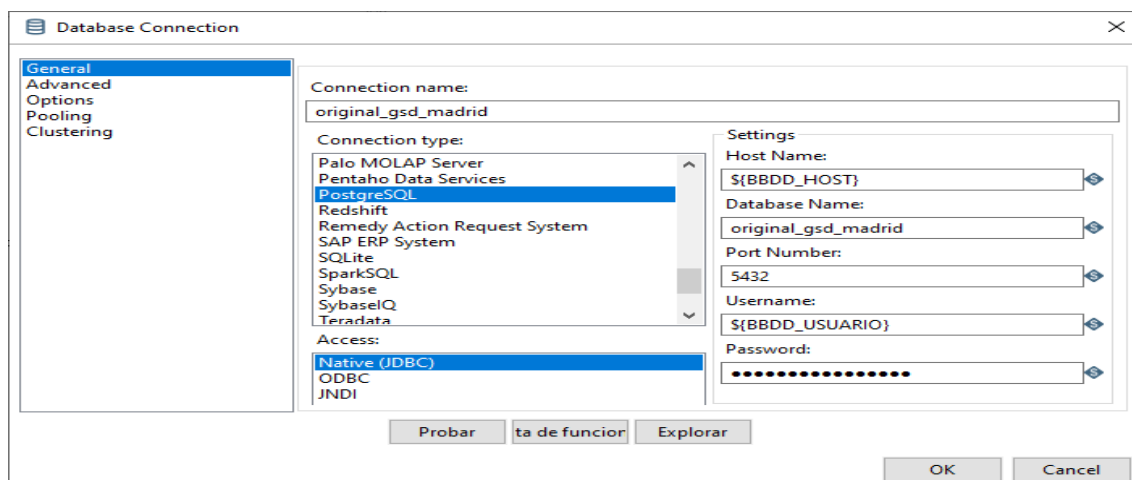 Database Connection
General
Advanced
Options
Pooling
Clustering
Connection name:
original_gsd_madrid
Connection type:
Palo MOLAP Server
Pentaho Data Services
PostgreSQL
Redshift
Remedy Action Request System
SAP ERP System
SQLite
SparkSQL
Sybase
SybaseIQ
Teradata
Access:
Native (JDBC)
ODBC
JNDI
Settings
Host Name:
${BBDD_HOST}
Database Name:
original_gsd_madrid
Port Number:
5432
Username:
${BBDD_USUARIO}
Password:
●●●●●●●●●●●●●●●●
Probar
ta de funcior
Explorar
OK
Cancel